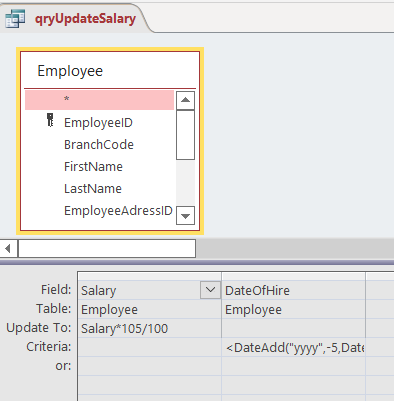 qryUpdateSalary
Employee
*
EmployeeID
BranchCode
FirstName
LastName
EmployeeAdressID
Field: Salary DateOfHire
Table: Employee Employee
Update To: Salary*105/100
Criteria: <DateAdd("yyyy",-5,Date
or: